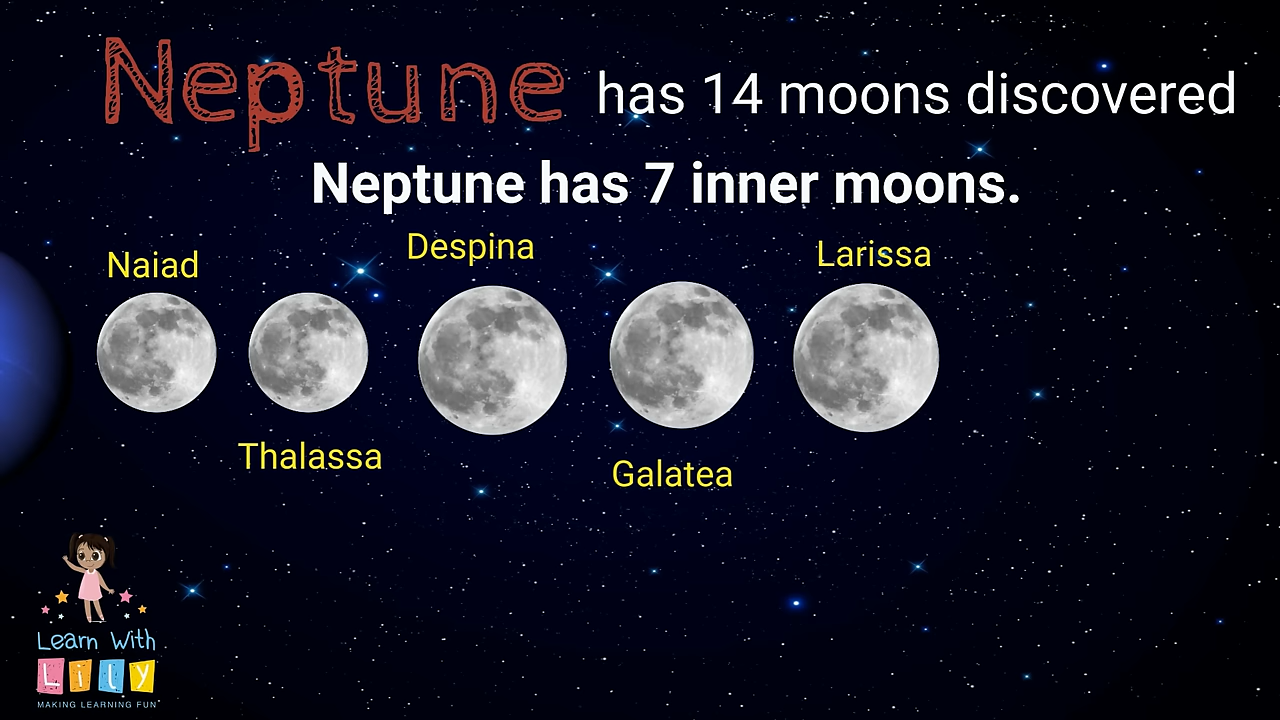 Neptune has 14 moons discovered
Neptune has 7 inner moons.
Naiad
Despina
Larissa
Thalassa
Galatea
Learn With
Lily
MAKING LEARNING FUN